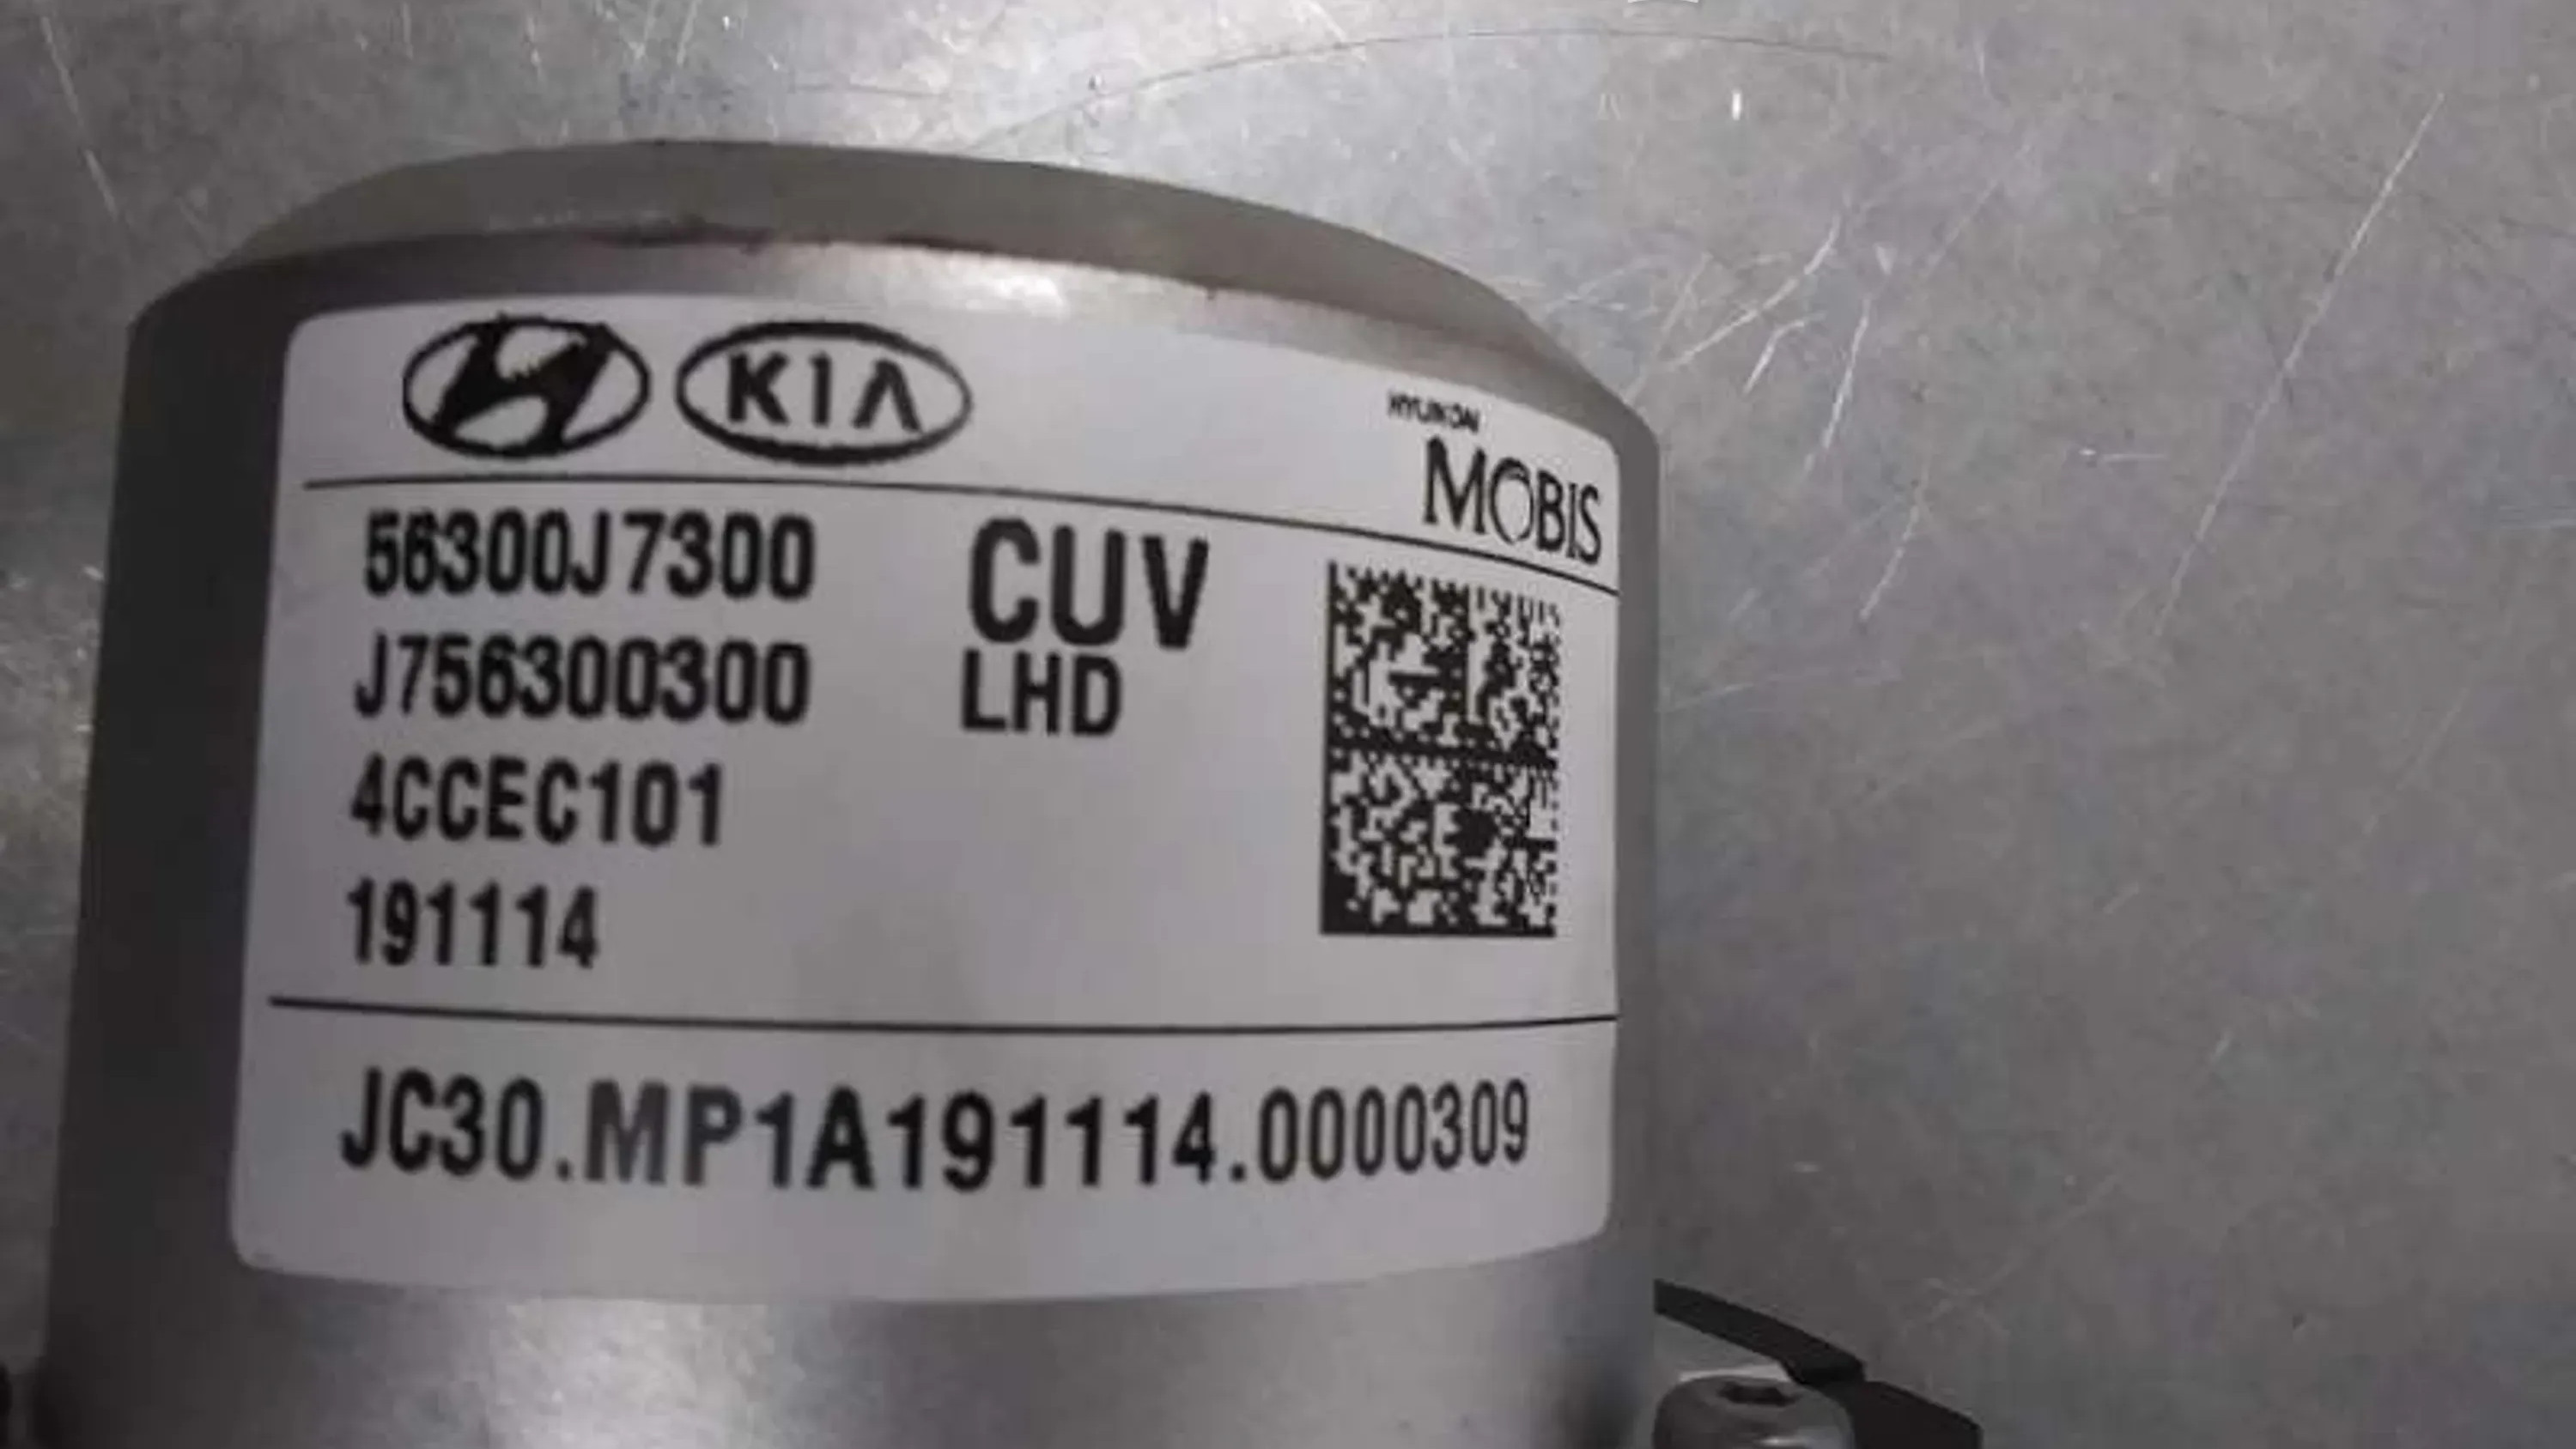 KIA
HYUNDAI
MOBIS
56300J7300
CUV
J756300300
LHD
4CCEC101
191114
JC30.MP1A191114.0000309